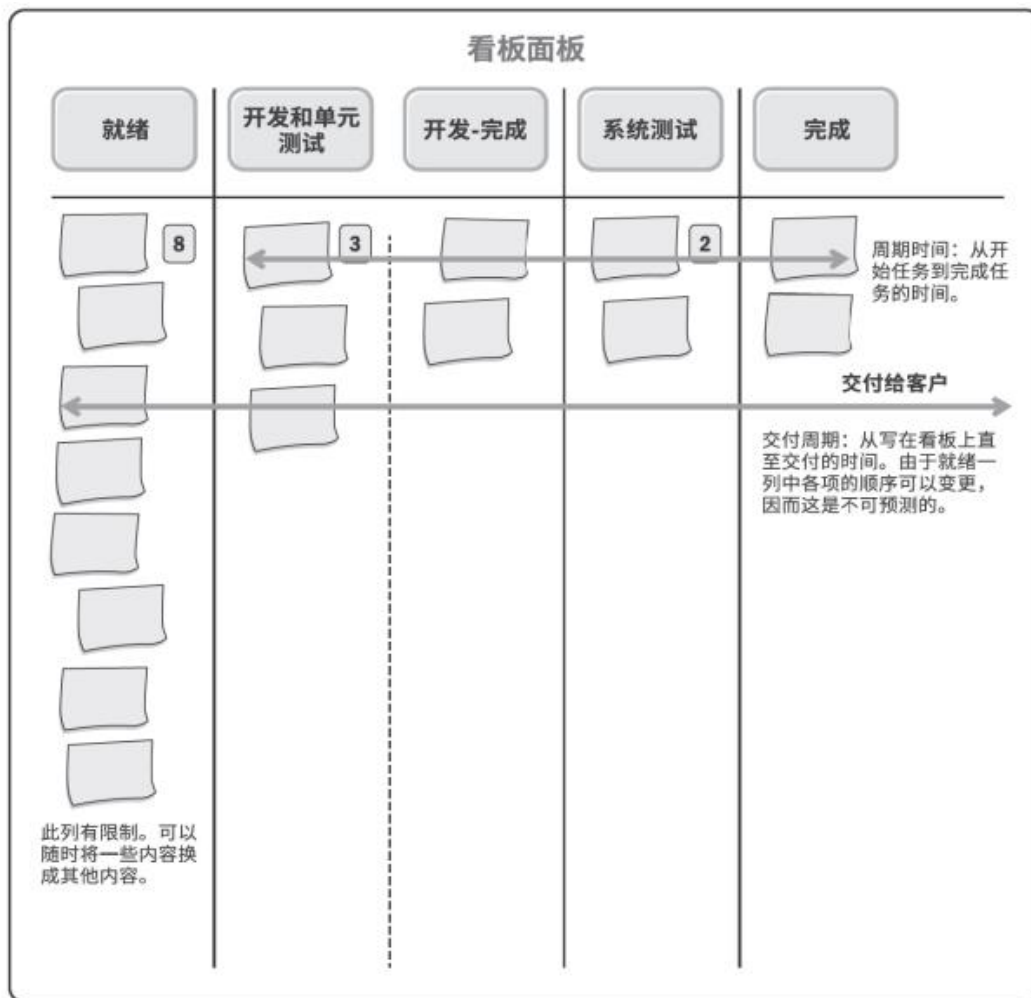 看板面板
就绪
开发和单元
测试
开发-完成
系统测试
完成
8
3
2
周期时间：从开
始任务到完成任
务的时间。
交付给客户
交付周期：从写在看板上直
至交付的时间。由于就绪一
列中各项的顺序可以变更，
因而这是不可预测的。
此列有限制。可以
随时将一些内容换
成其他内容。